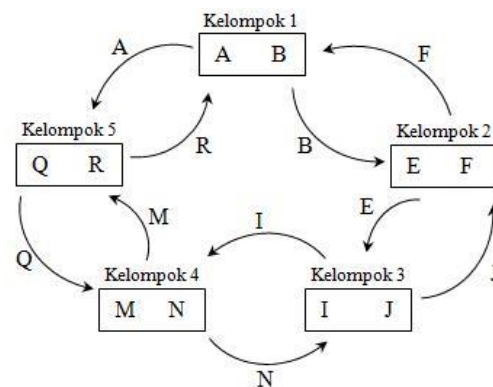 Kelompok 1
A
A B
F
Kelompok 5
Q R
R
B
Kelompok 2
E F
M
I
E
Q
Kelompok 4
M N
Kelompok 3
I J
J
N